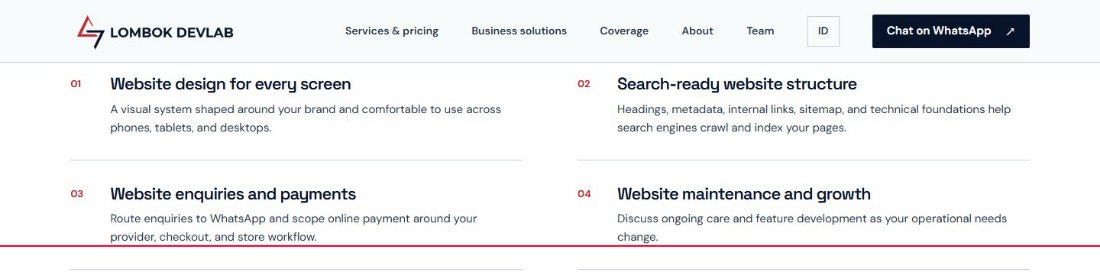 LOMBOK DEVLAB
Services & pricing
Business solutions
Coverage
About
Team
ID
Chat on WhatsApp ↗
01
Website design for every screen
A visual system shaped around your brand and comfortable to use across
phones, tablets, and desktops.
02
Search-ready website structure
Headings, metadata, internal links, sitemap, and technical foundations help
search engines crawl and index your pages.
03
Website enquiries and payments
Route enquiries to WhatsApp and scope online payment around your
provider, checkout, and store workflow.
04
Website maintenance and growth
Discuss ongoing care and feature development as your operational needs
change.